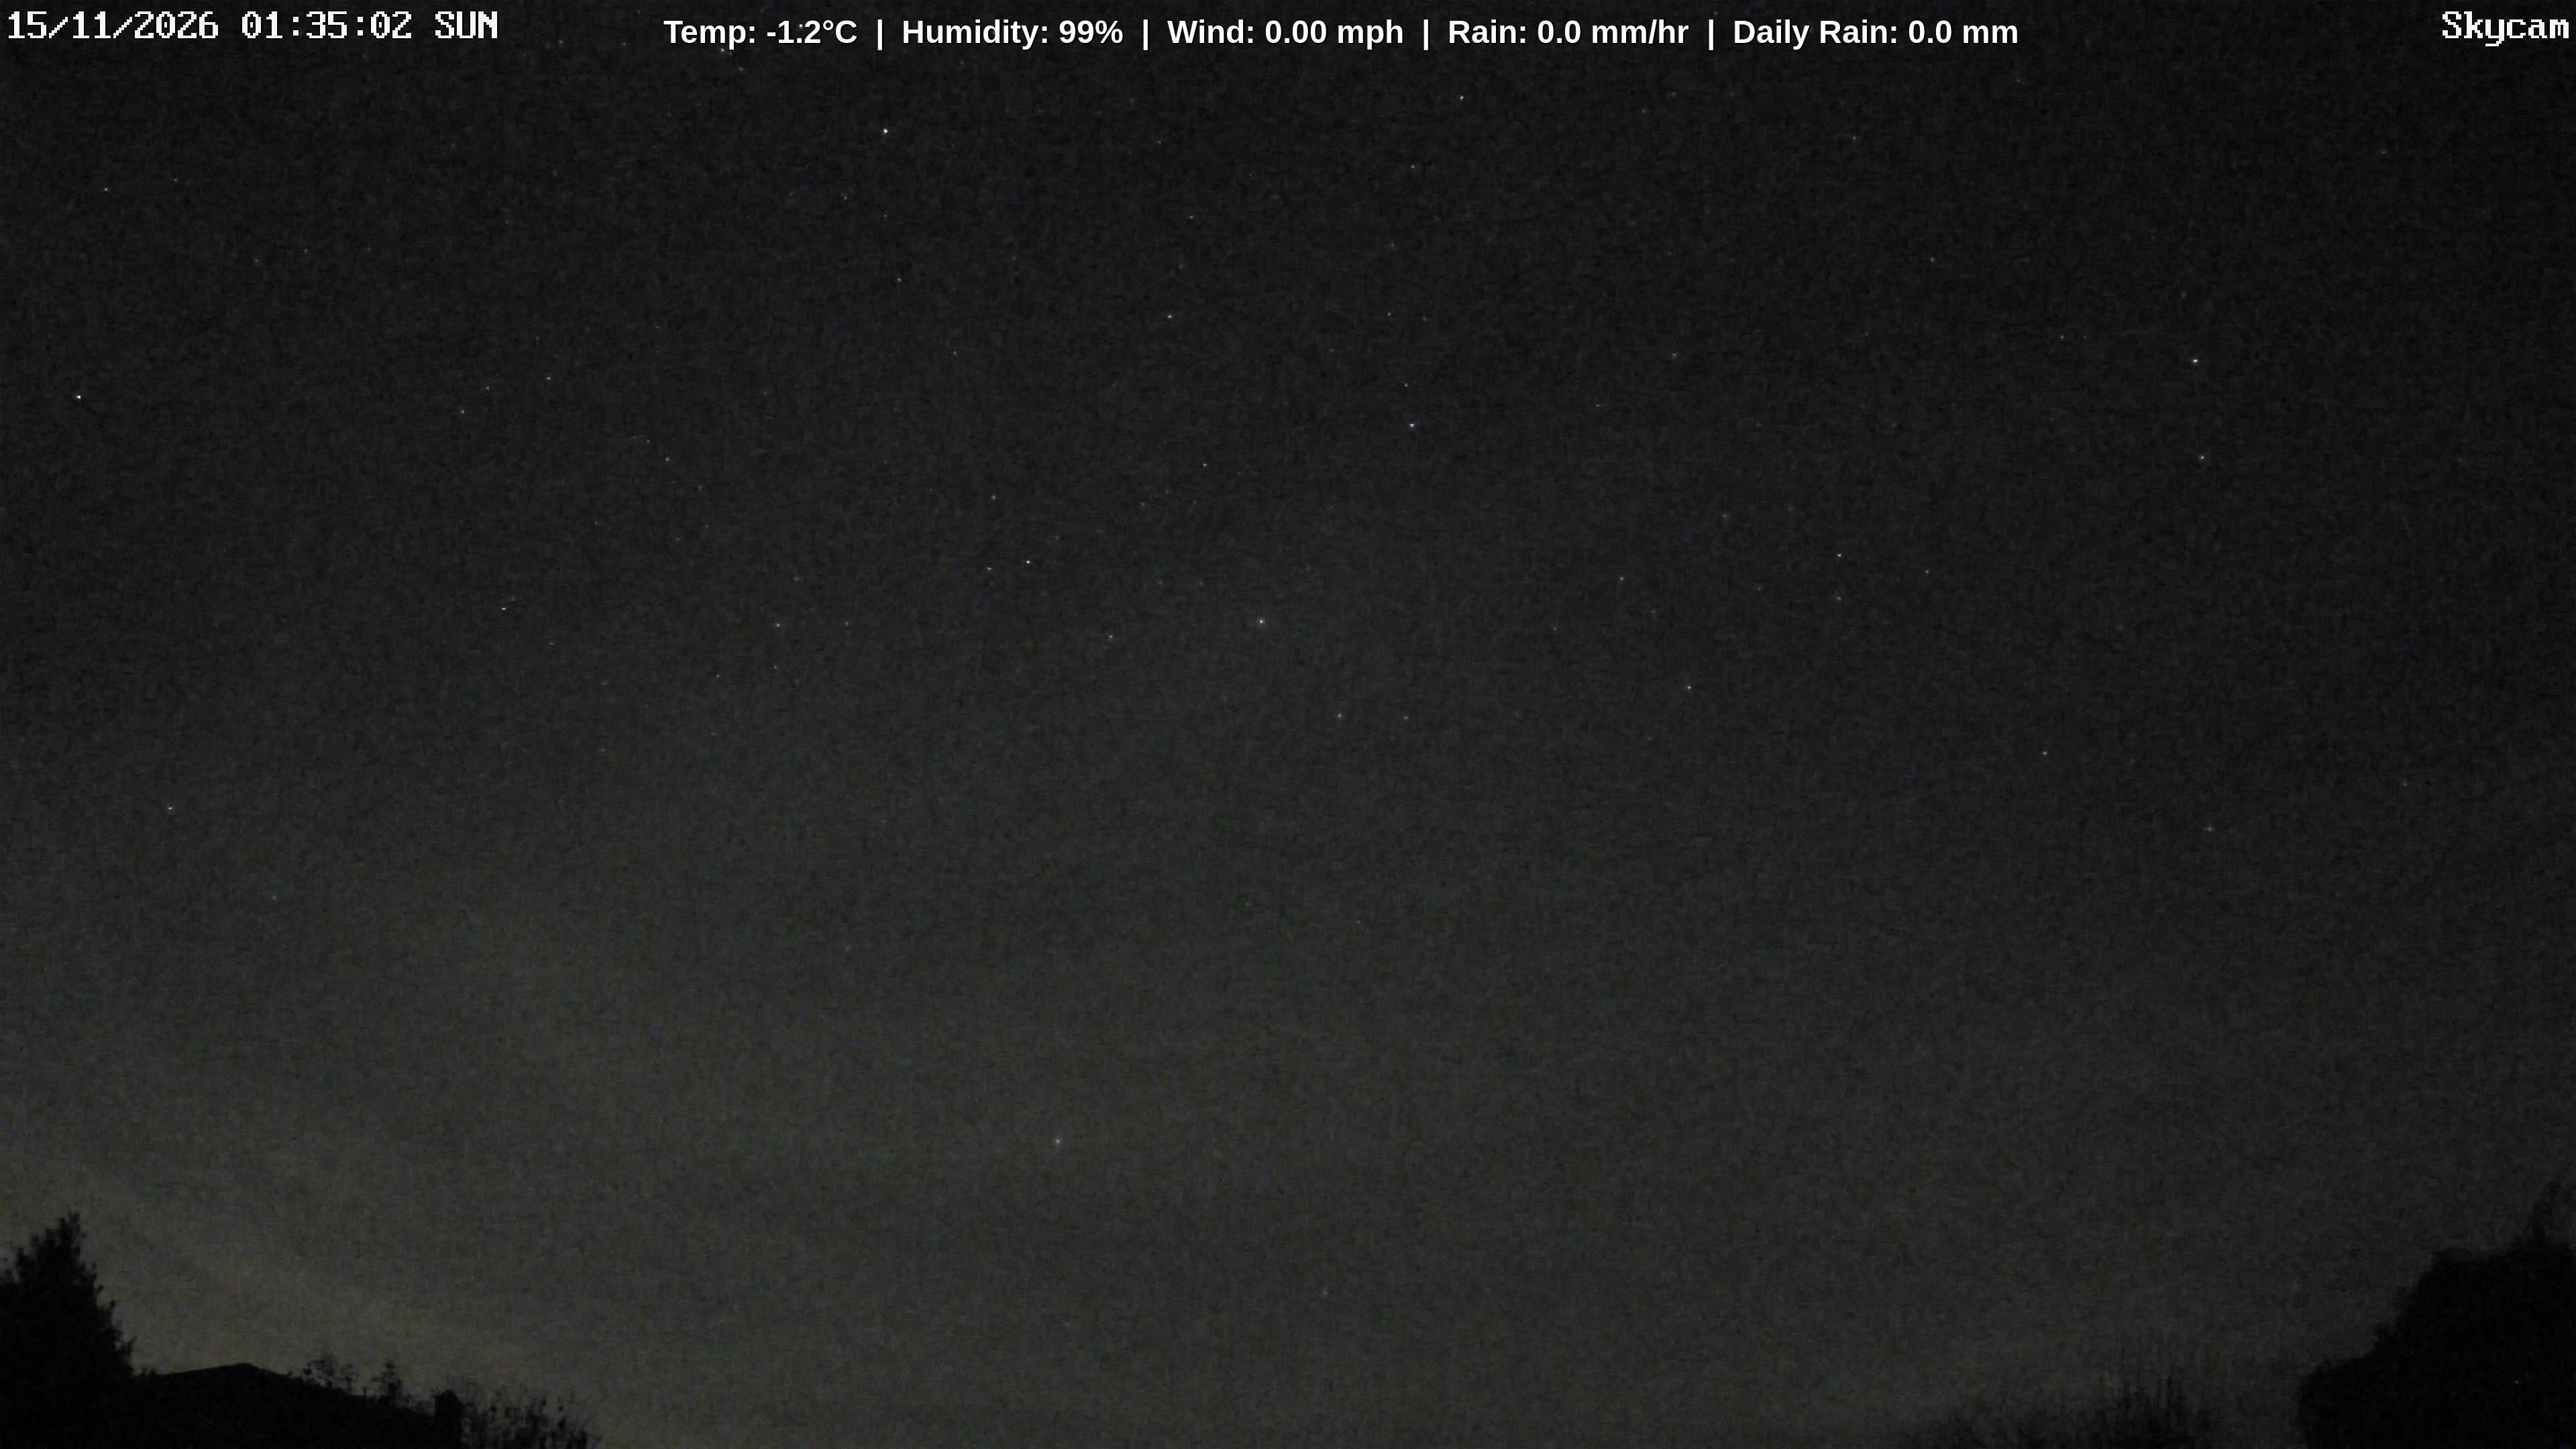 15/11/2026 01:35:02 SUN
Temp: -1.2°C | Humidity: 99% | Wind: 0.00 mph | Rain: 0.0 mm/hr | Daily Rain: 0.0 mm
Skycam